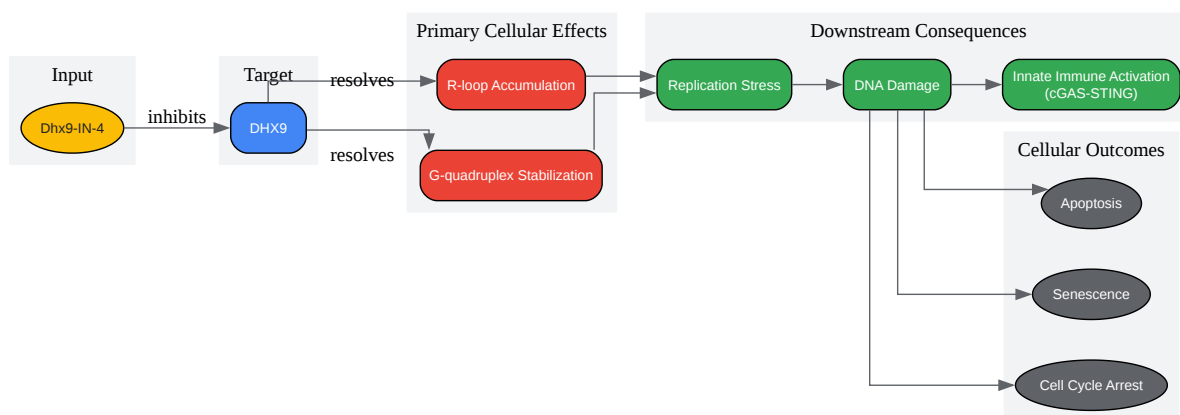 Input
Dhx9-IN-4
inhibits
Target
DHX9
resolves
resolves
Primary Cellular Effects
R-loop Accumulation
G-quadruplex Stabilization
Downstream Consequences
Replication Stress
DNA Damage
Innate Immune Activation
(cGAS-STING)
Cellular Outcomes
Apoptosis
Senescence
Cell Cycle Arrest